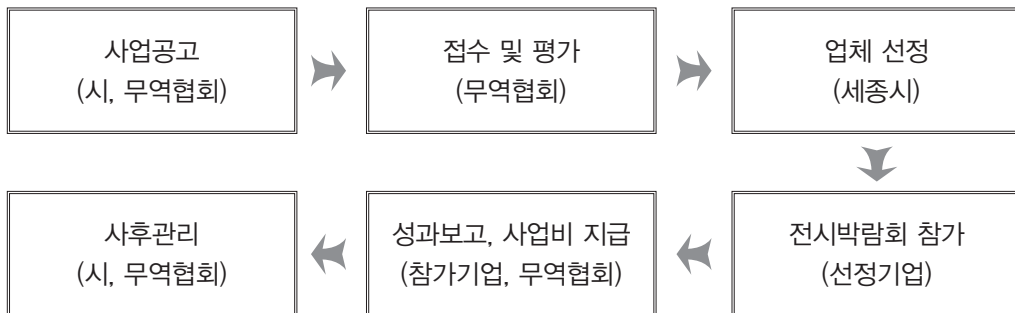 사업공고
(시, 무역협회)
접수 및 평가
(무역협회)
업체 선정
(세종시)
전시박람회 참가
(선정기업)
성과보고, 사업비 지급
(참가기업, 무역협회)
사후관리
(시, 무역협회)